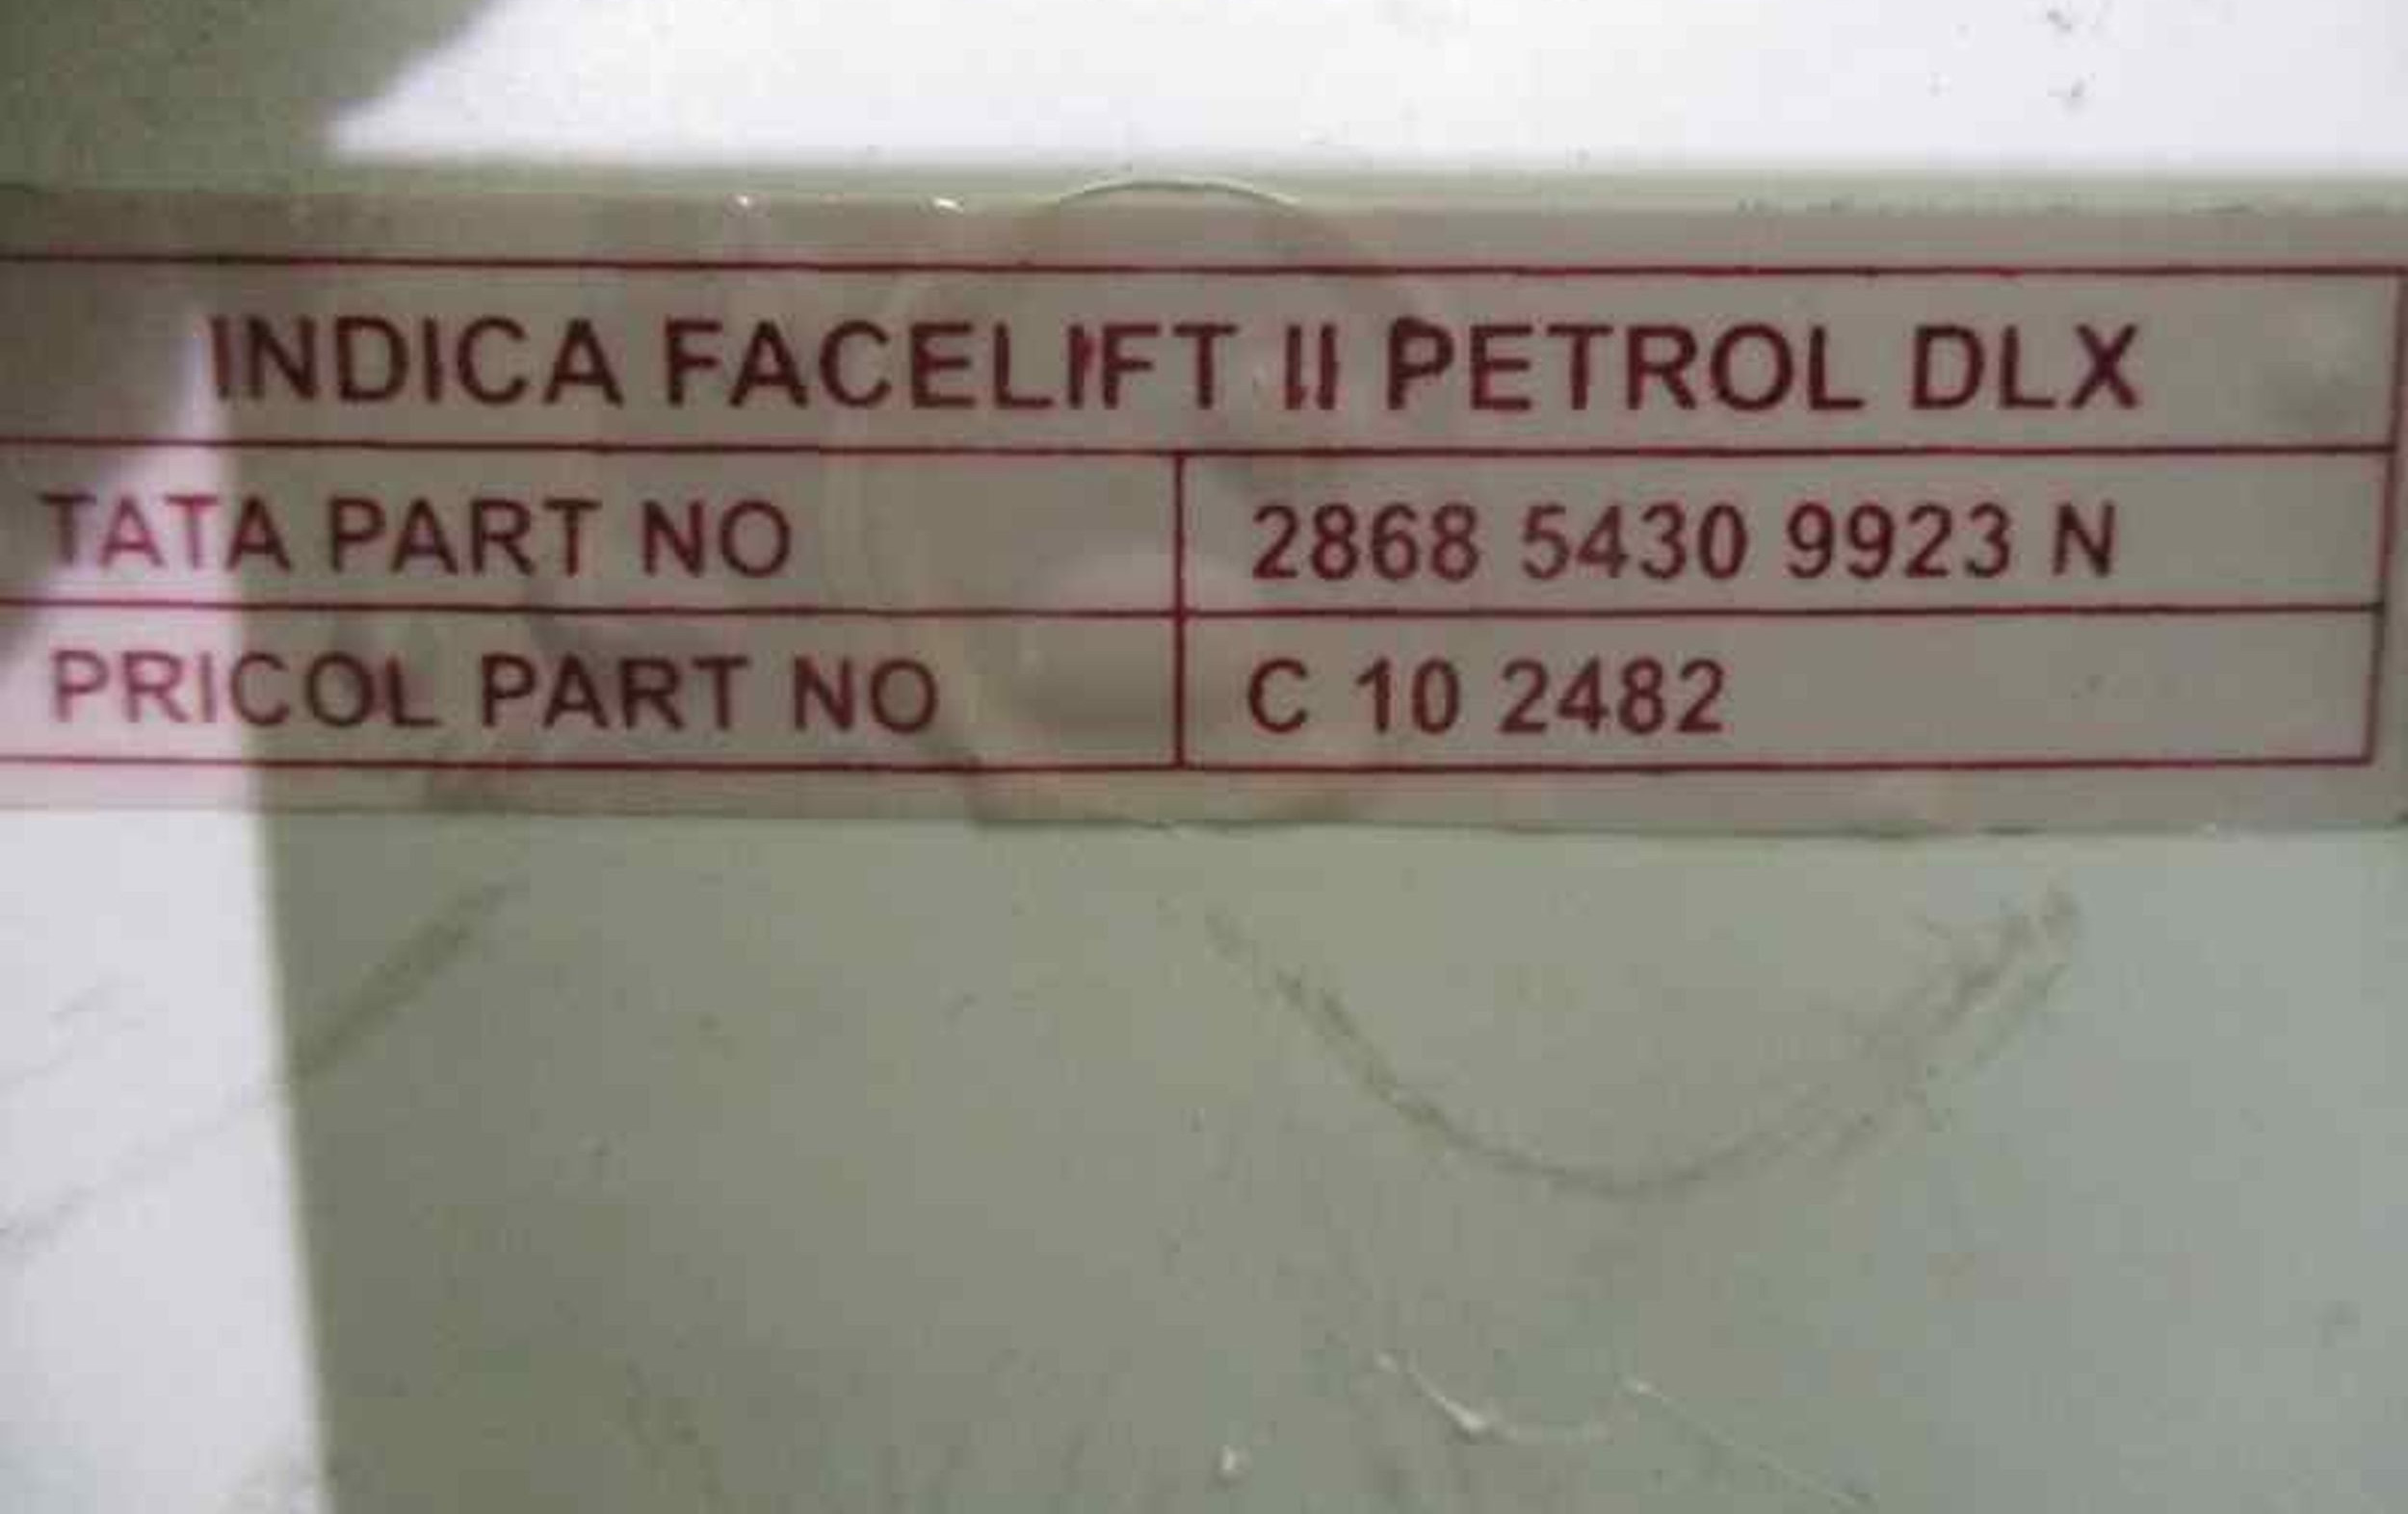 INDICA FACELIFT II PETROL DLX
TATA PART NO 2868 5430 9923 N
PRICOL PART NO C 10 2482